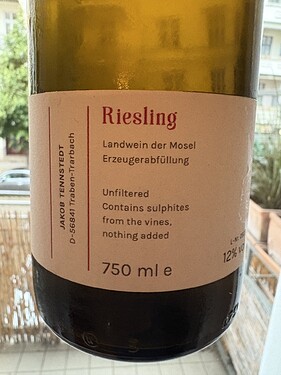 Riesling
Landwein der Mosel
Erzeugerabfüllung
Unfiltered
Contains sulphites
from the vines,
nothing added
750 ml e
JAKOB TENNSTEDT
D-56841 Traben-Trarbach
12%